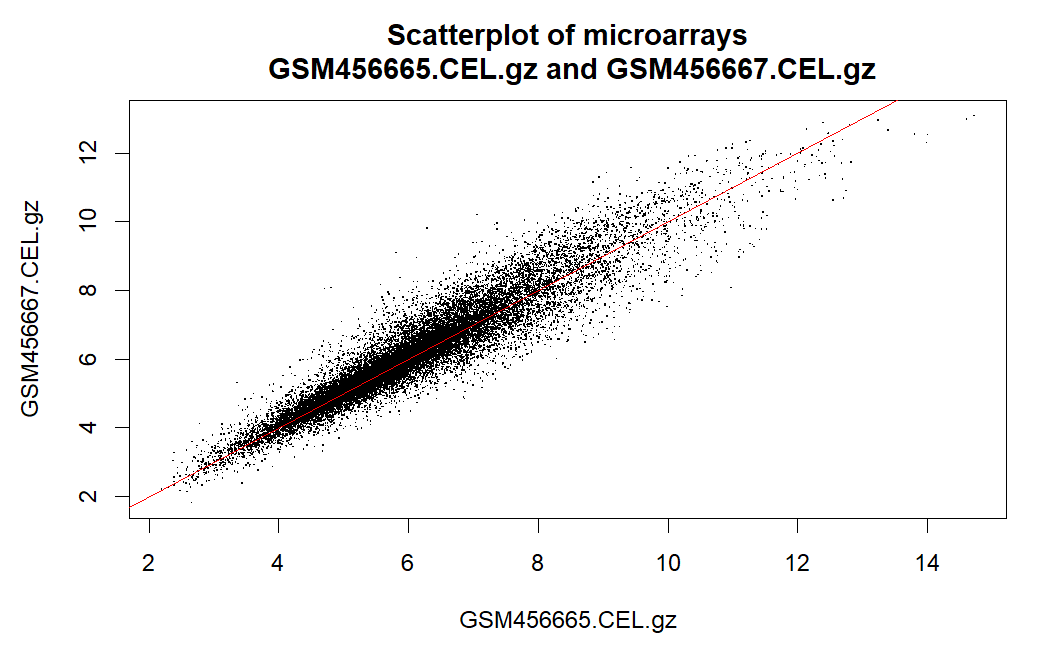 Scatterplot of microarrays
GSM456665.CEL.gz and GSM456667.CEL.gz
GSM456667.CEL.gz
12
10
8
6
4
2
2 4 6 8 10 12 14
GSM456665.CEL.gz